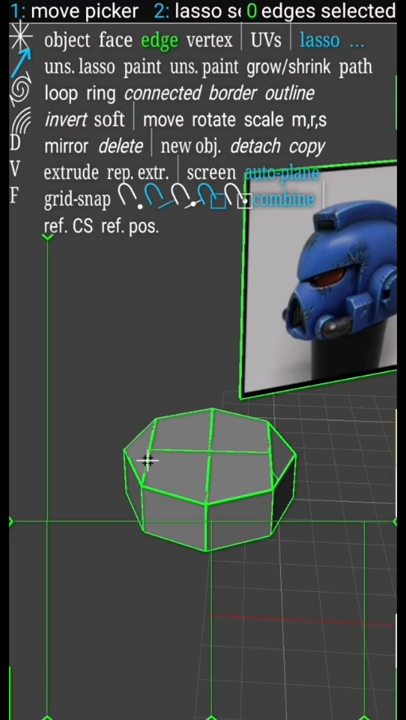 1: move picker 2: lasso s 0 edges selected
object face edge vertex UVs lasso ...
uns. lasso paint uns. paint grow/shrink path
loop ring connected border outline
invert soft move rotate scale m,r,s
D mirror delete new obj. detach copy
V extrude rep. extr. screen auto-plane
F grid-snap combine
ref. CS ref. pos.